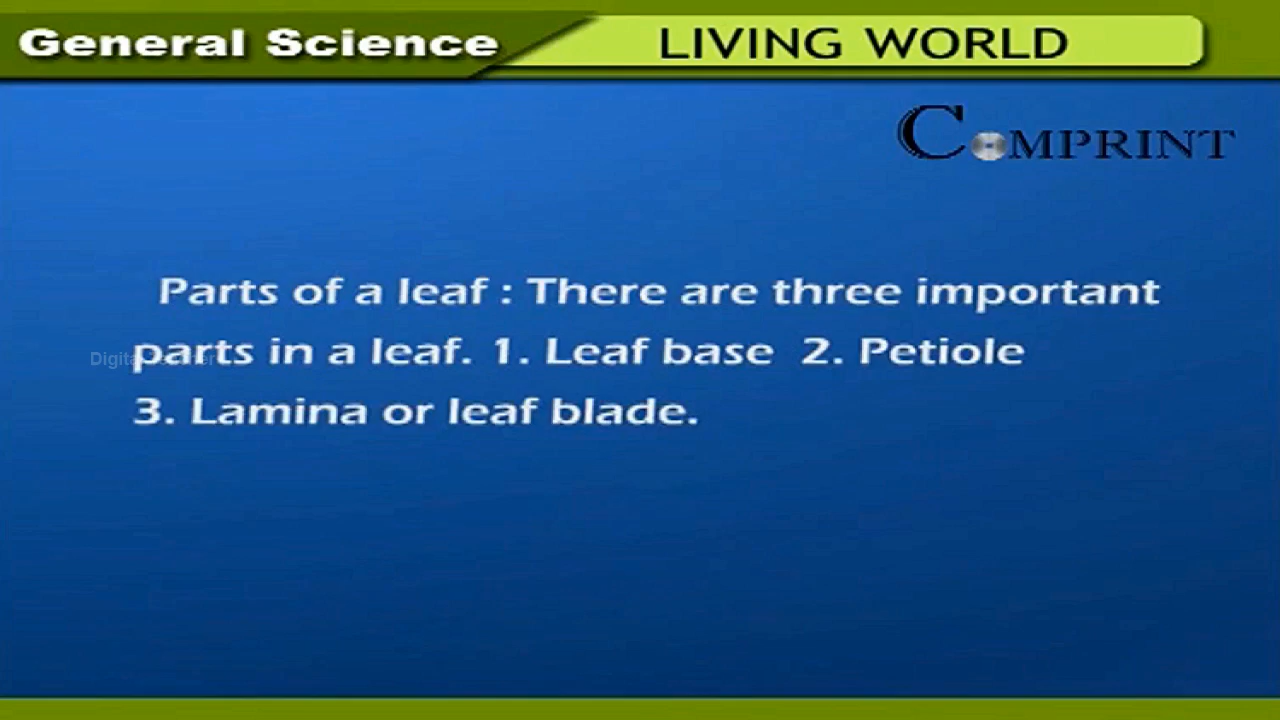 General Science
LIVING WORLD
COMPRINT
Parts of a leaf : There are three important
parts in a leaf. 1. Leaf base 2. Petiole
3. Lamina or leaf blade.